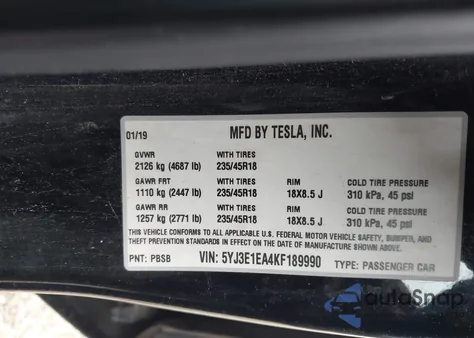 01/19 MFD BY TESLA, INC.
GVWR WITH TIRES
2126 kg (4687 lb) 235/45R18
GAWR FRT WITH TIRES RIM COLD TIRE PRESSURE
1110 kg (2447 lb) 235/45R18 18X8.5 J 310 kPa, 45 psi
GAWR RR WITH TIRES RIM COLD TIRE PRESSURE
1257 kg (2771 lb) 235/45R18 18X8.5 J 310 kPa, 45 psi
THIS VEHICLE CONFORMS TO ALL APPLICABLE U.S. FEDERAL MOTOR VEHICLE SAFETY, BUMPER, AND
THEFT PREVENTION STANDARDS IN EFFECT ON THE DATE OF MANUFACTURE SHOWN ABOVE.
PNT: PBSB VIN: 5YJ3E1EA4KF189990 TYPE: PASSENGER CAR
autoSnap